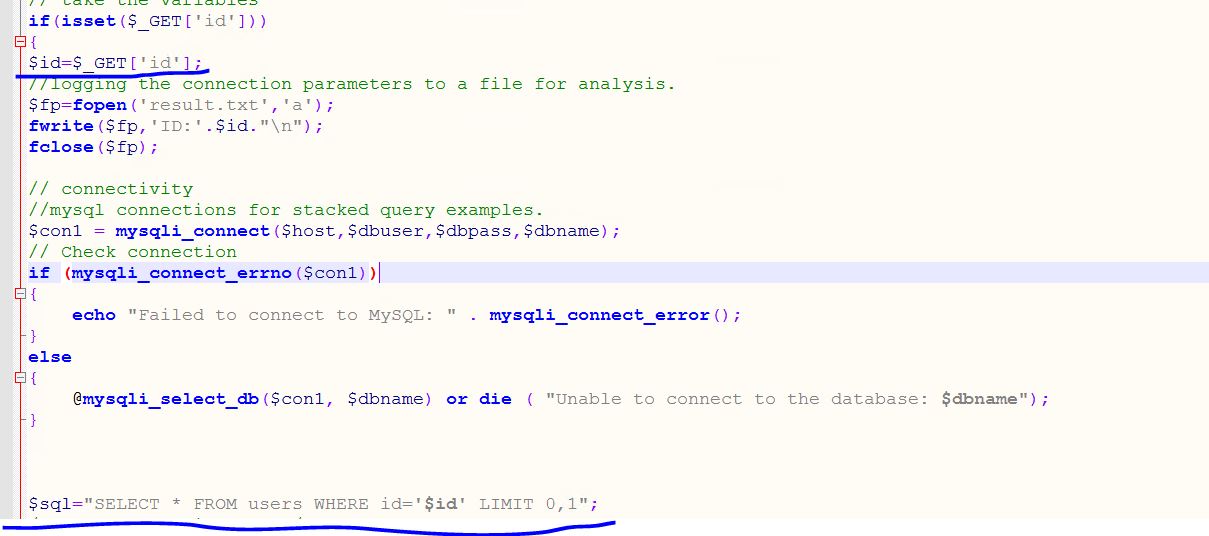 // take the variables
if(isset($_GET['id']))
{
$id=$_GET['id'];
//logging the connection parameters to a file for analysis.
$fp=fopen('result.txt','a');
fwrite($fp,'ID:'.$id."\n");
fclose($fp);
// connectivity
//mysql connections for stacked query examples.
$con1 = mysqli_connect($host,$dbuser,$dbpass,$dbname);
// Check connection
if (mysqli_connect_errno($con1))
{
echo "Failed to connect to MySQL: " . mysqli_connect_error();
}
else
{
@mysqli_select_db($con1, $dbname) or die ( "Unable to connect to the database: $dbname");
}
$sql="SELECT * FROM users WHERE id='$id' LIMIT 0,1";